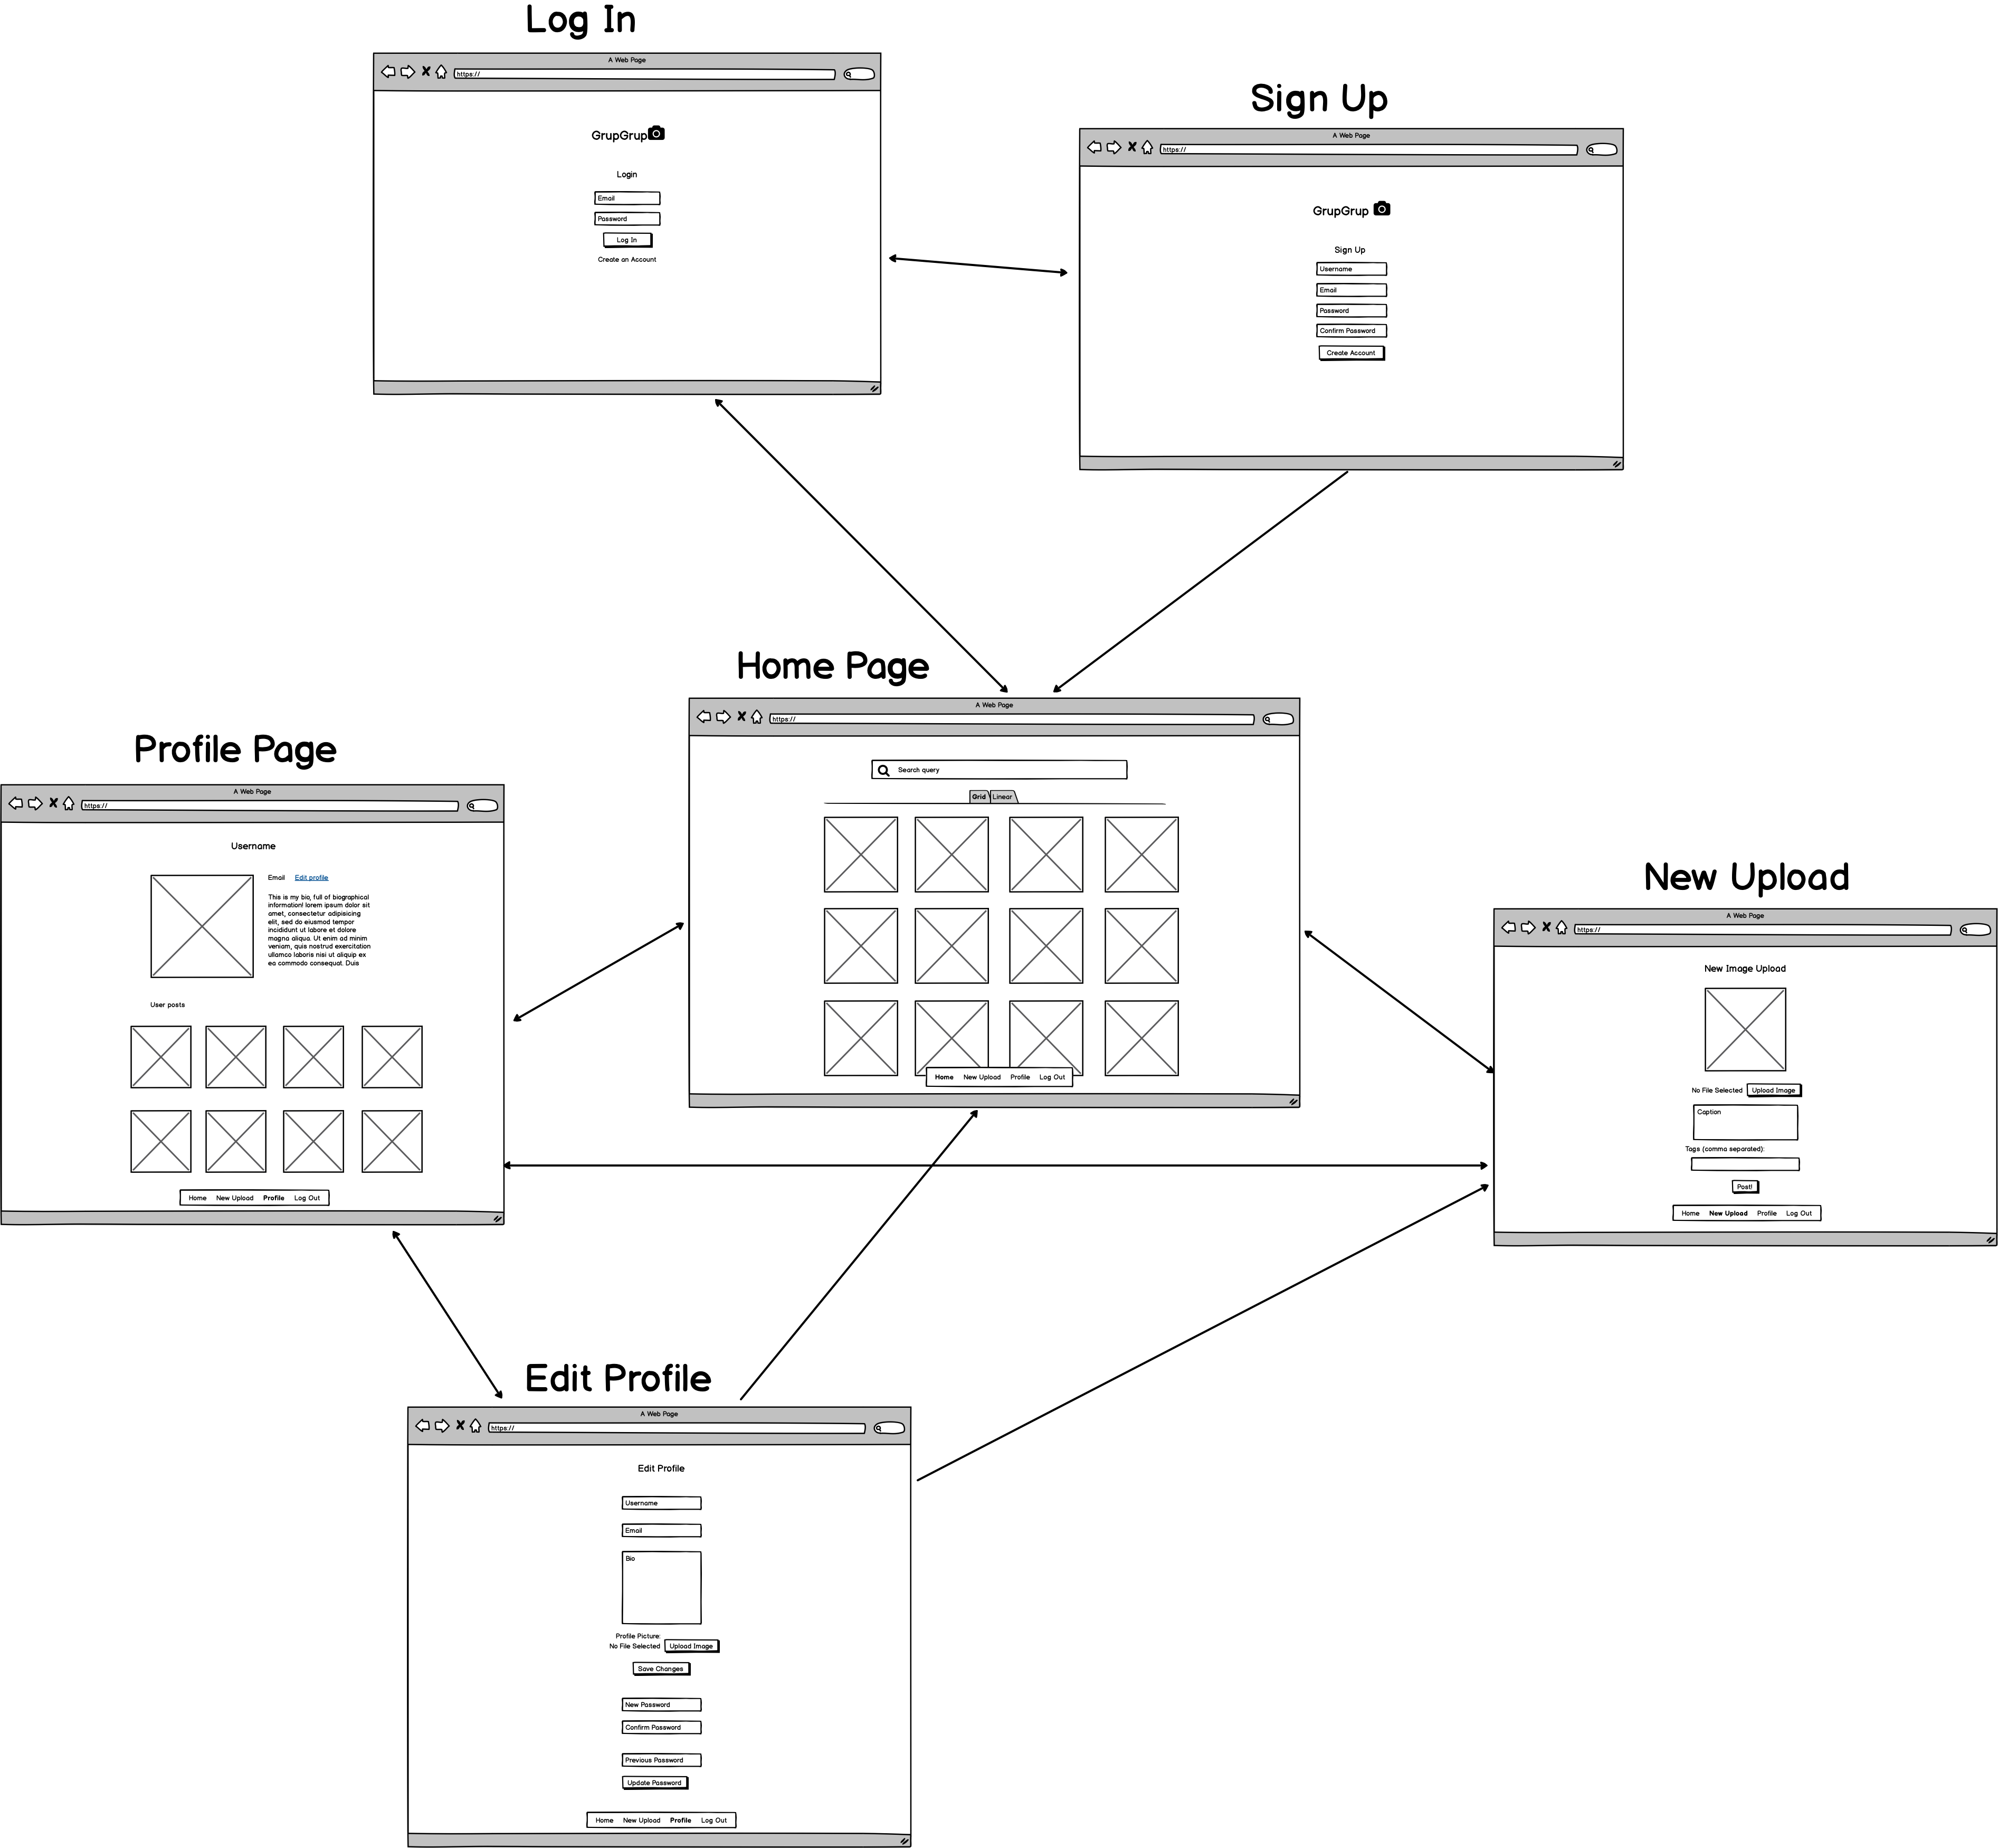 Log In
A Web Page
https://
GrupGrup
Login
Email
Password
Log In
Create an Account
Sign Up
A Web Page
https://
GrupGrup
Sign Up
Username
Email
Password
Confirm Password
Create Account
Home Page
A Web Page
https://
Search query
Grid Linear
Home New Upload Profile Log Out
Profile Page
A Web Page
https://
Username
Email Edit profile
This is my bio, full of biographical
information! lorem ipsum dolor sit
amet, consectetur adipisicing
elit, sed do eiusmod tempor
incididunt ut labore et dolore
magna aliqua. Ut enim ad minim
veniam, quis nostrud exercitation
ullamco laboris nisi ut aliquip ex
ea commodo consequat. Duis
User posts
Home New Upload Profile Log Out
New Upload
A Web Page
https://
New Image Upload
No File Selected Upload Image
Caption
Tags (comma separated):
Post!
Home New Upload Profile Log Out
Edit Profile
A Web Page
https://
Edit Profile
Username
Email
Bio
Profile Picture:
No File Selected Upload Image
Save Changes
New Password
Confirm Password
Previous Password
Update Password
Home New Upload Profile Log Out